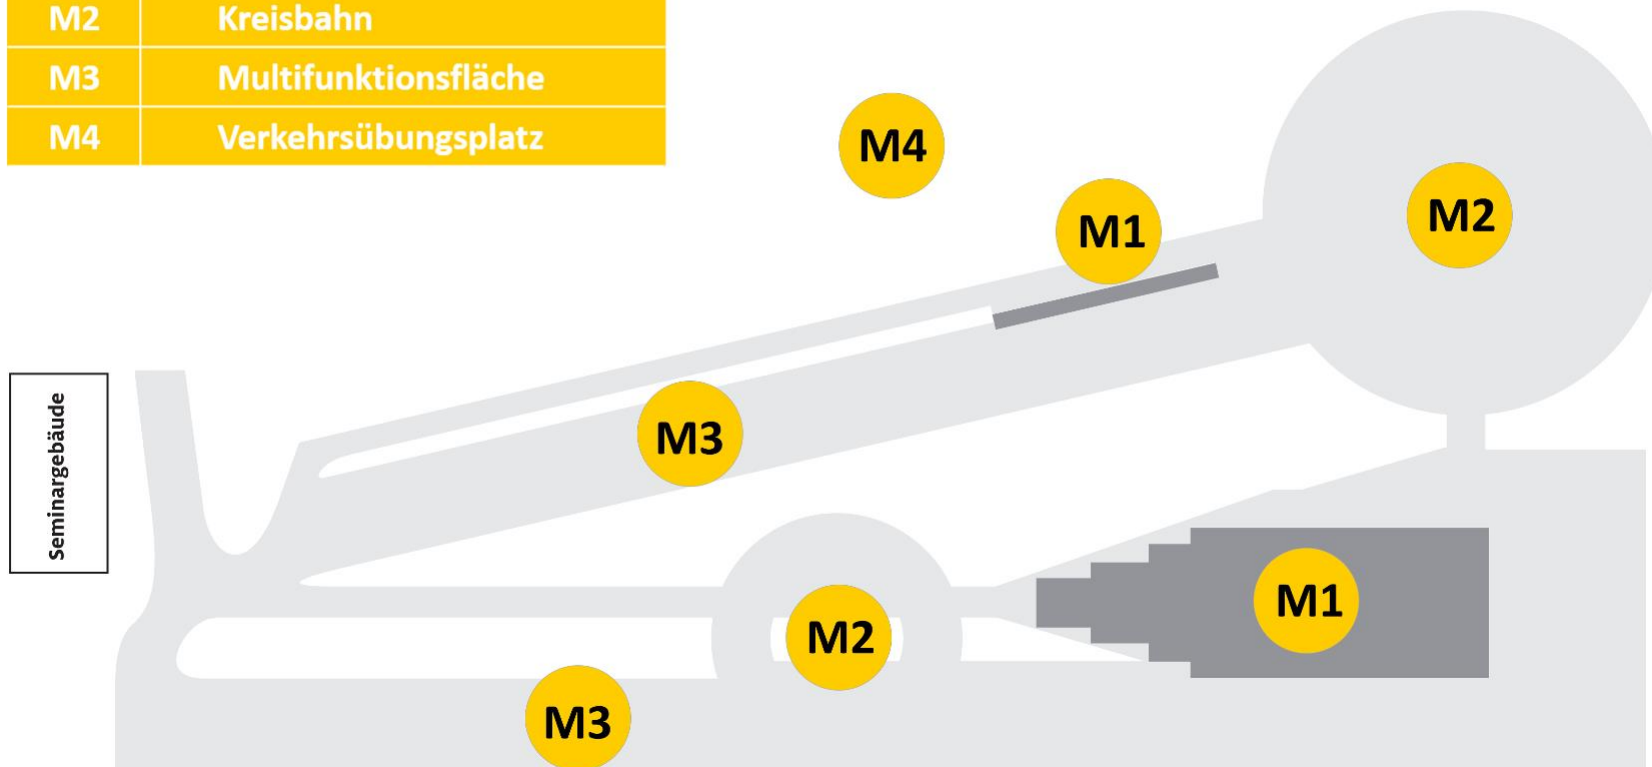 M2 Kreisbahn
M3 Multifunktionsfläche
M4 Verkehrsübungsplatz
M4
M1
M2
M3
Seminargebäude
M1
M2
M3